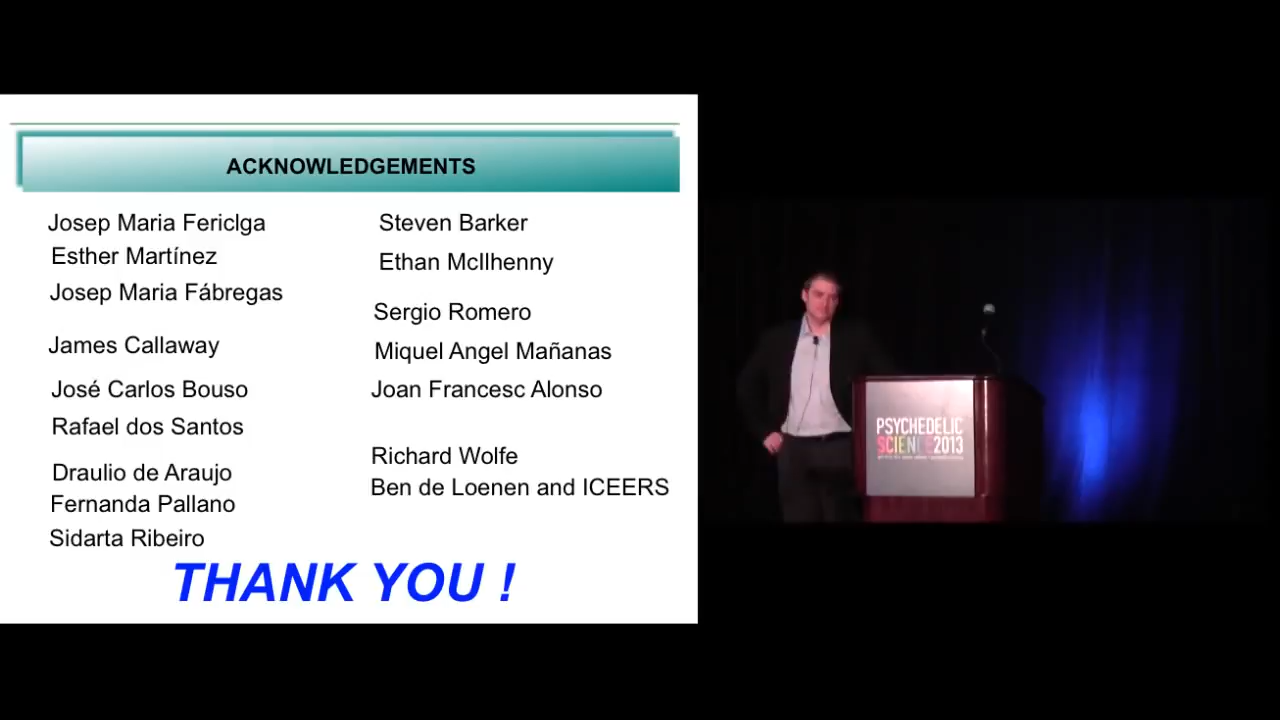 ACKNOWLEDGEMENTS
Josep Maria Fericlga
Esther Martínez
Josep Maria Fábregas
James Callaway
José Carlos Bouso
Rafael dos Santos
Draulio de Araujo
Fernanda Pallano
Sidarta Ribeiro
Steven Barker
Ethan McIlhenny
Sergio Romero
Miquel Angel Mañanas
Joan Francesc Alonso
Richard Wolfe
Ben de Loenen and ICEERS
THANK YOU !
PSYCHEDELIC
SCIENCE2013